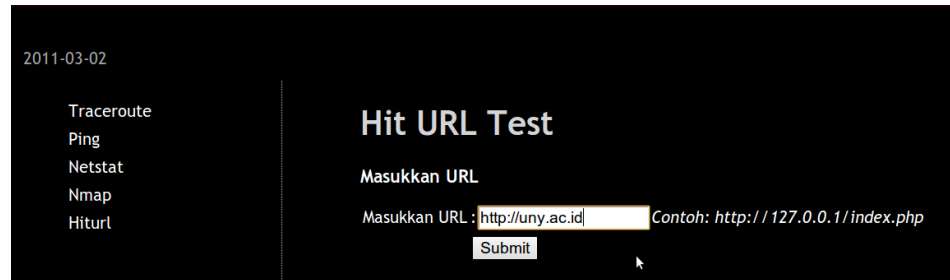 2011-03-02
Traceroute
Ping
Netstat
Nmap
Hiturl
Hit URL Test
Masukkan URL
Masukkan URL : http://uny.ac.id Contoh: http://127.0.0.1/index.php
Submit